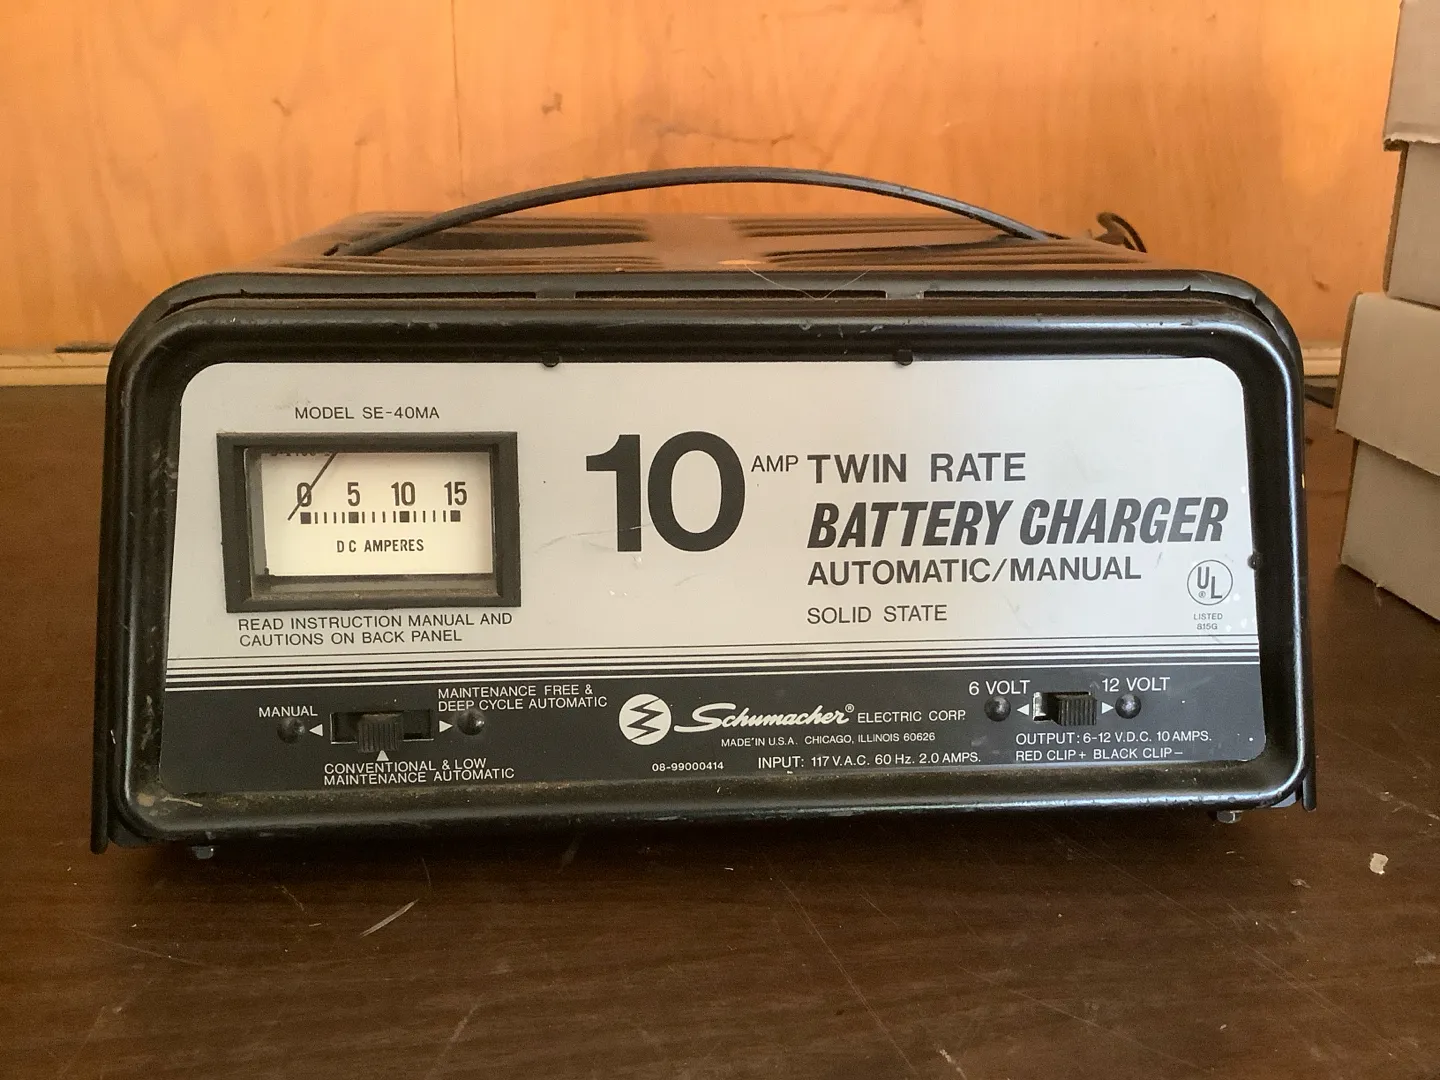 MODEL SE-40MA
0 5 10 15
DC AMPERES
READ INSTRUCTION MANUAL AND
CAUTIONS ON BACK PANEL
10 AMP TWIN RATE
BATTERY CHARGER
AUTOMATIC/MANUAL
SOLID STATE
UL
®
LISTED
815G
MANUAL
MAINTENANCE FREE &
DEEP CYCLE AUTOMATIC
CONVENTIONAL & LOW
MAINTENANCE AUTOMATIC
Schumacher® ELECTRIC CORP.
MADE IN U.S.A. CHICAGO, ILLINOIS 60626
08-99000414
INPUT: 117 V.A.C. 60 Hz. 2.0 AMPS.
6 VOLT 12 VOLT
OUTPUT: 6-12 V.D.C. 10 AMPS.
RED CLIP + BLACK CLIP −